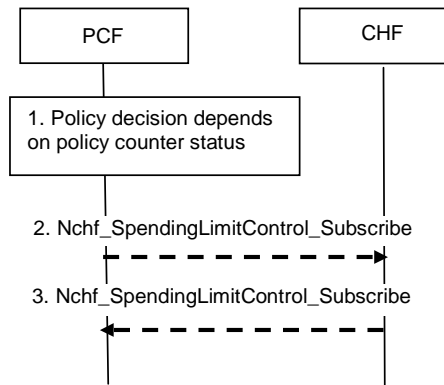 PCF
CHF
1. Policy decision depends
on policy counter status
2. Nchf_SpendingLimitControl_Subscribe
3. Nchf_SpendingLimitControl_Subscribe